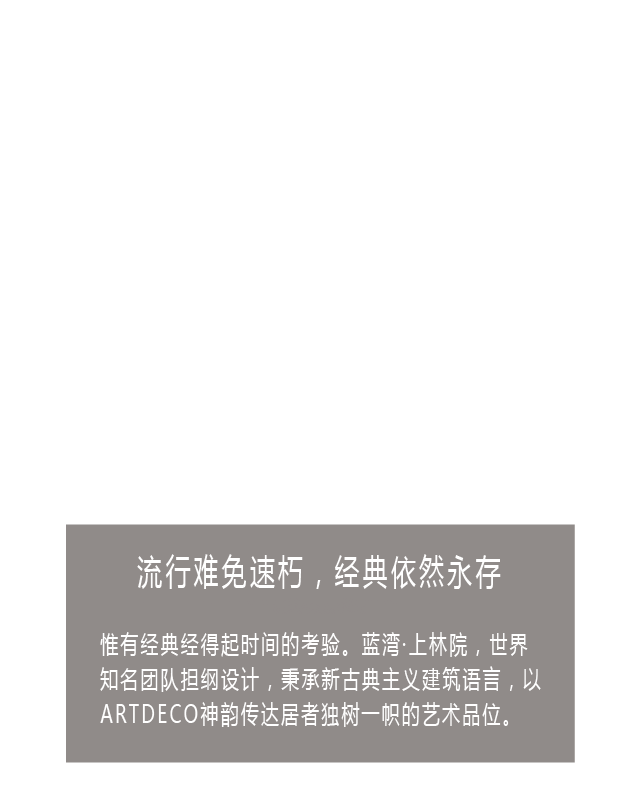 流行难免速朽，经典依然永存
惟有经典经得起时间的考验。蓝湾·上林院，世界
知名团队担纲设计，秉承新古典主义建筑语言，以
ARTDECO神韵传达居者独树一帜的艺术品位。